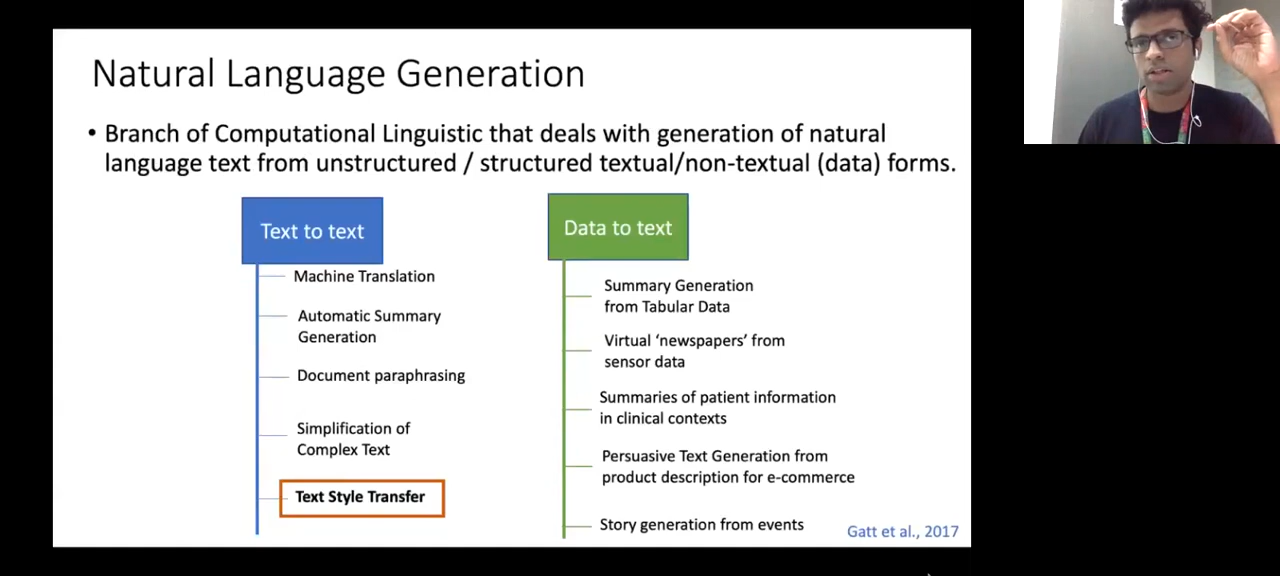 Natural Language Generation
• Branch of Computational Linguistic that deals with generation of natural
language text from unstructured / structured textual/non-textual (data) forms.
Text to text
Machine Translation
Automatic Summary
Generation
Document paraphrasing
Simplification of
Complex Text
Text Style Transfer
Data to text
Summary Generation
from Tabular Data
Virtual ‘newspapers’ from
sensor data
Summaries of patient information
in clinical contexts
Persuasive Text Generation from
product description for e-commerce
Story generation from events
Gatt et al., 2017